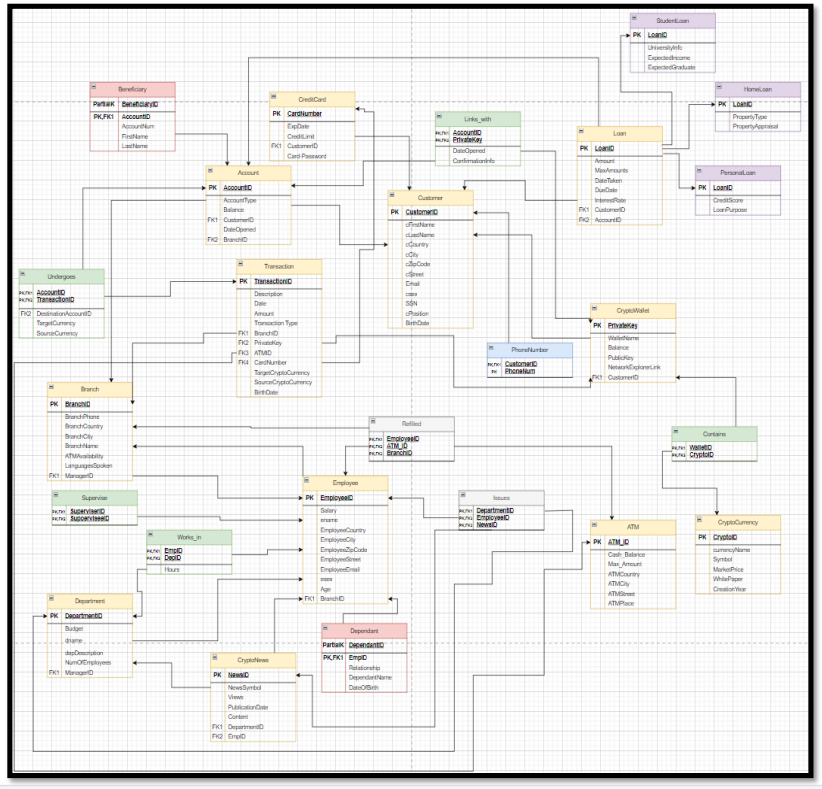 StudentLoan
PK LoanID
UniversityInfo
ExpectedIncome
ExpectedGraduate
Beneficiary
PartialK BeneficiaryID
PK,FK1 AccountID
AccountNum
FirstName
LastName
CreditCard
PK CardNumber
ExpDate
CreditLimit
FK1 CustomerID
Card-Password
Links_with
PK,FK1 AccountID
PK,FK2 PrivateKey
DateOpened
ConfirmationInfo
Loan
PK LoanID
Amount
MaxAmounts
DateTaken
DueDate
InterestRate
FK1 CustomerID
FK2 AccountID
HomeLoan
PK LoanID
PropertyType
PropertyAppraisal
PersonalLoan
PK LoanID
CreditScore
LoanPurpose
Account
PK AccountID
AccountType
Balance
FK1 CustomerID
DateOpened
FK2 BranchID
Customer
PK CustomerID
cFirstName
cLastName
cCountry
cCity
cZipCode
cStreet
Email
csex
SSN
cPosition
BirthDate
Undergoes
PK,FK1 AccountID
PK,FK1 TransactionID
FK2 DestinationAccountID
TargetCurrency
SourceCurrency
Transaction
PK TransactionID
Description
Date
Amount
Transaction Type
FK1 BranchID
FK2 PrivateKey
FK3 ATMID
FK4 CardNumber
TargetCryptoCurrency
SourceCryptoCurrency
BirthDate
CryptoWallet
PK PrivateKey
WalletName
Balance
PublicKey
NetworkExplorerLink
FK1 CustomerID
PhoneNumber
PK,FK1 CustomerID
PK PhoneNum
Branch
PK BranchID
BranchPhone
BranchCountry
BranchCity
BranchName
ATMAvailability
LanguagesSpoken
FK1 ManagerID
Refilled
PK,FK1 EmployeeID
PK,FK2 ATM_ID
PK,FK3 BranchID
Contains
PK,FK1 WalletID
PK,FK2 CryptoID
Supervise
PK,FK1 SuperviserID
PK,FK1 SupperviseeID
Works_in
PK,FK1 EmpID
PK,FK2 DepID
Hours
Employee
PK EmployeeID
Salary
ename
EmployeeCountry
EmployeeCity
EmployeeZipCode
EmployeeStreet
EmployeeEmail
esex
Age
FK1 BranchID
Issues
PK,FK1 DepartmentID
PK,FK2 EmployeeID
PK,FK3 NewsID
ATM
PK ATM_ID
Cash_Balance
Max_Amount
ATMCountry
ATMCity
ATMStreet
ATMPlace
CryptoCurrency
PK CryptoID
currencyName
Symbol
MarketPrice
WhitePaper
CreationYear
Department
PK DepartmentID
Budget
dname
depDescription
NumOfEmployees
FK1 ManagerID
Dependant
PartialK DependantID
PK,FK1 EmpID
Relationship
DependantName
DateOfBirth
CryptoNews
PK NewsID
NewsSymbol
Views
PublicationDate
Content
FK1 DepartmentID
FK2 EmpID